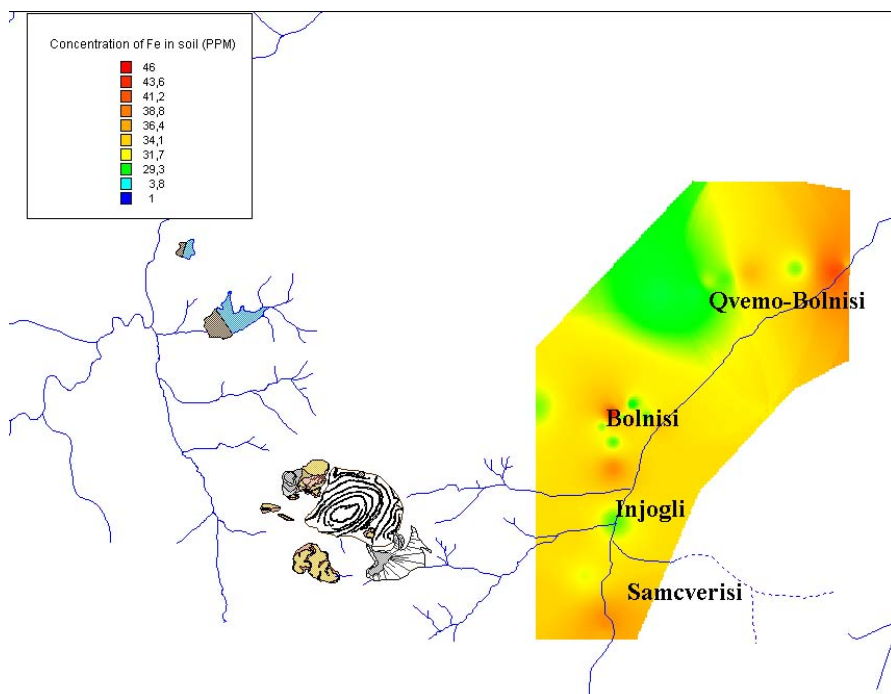 Concentration of Fe in soil (PPM)
46
43,6
41,2
38,8
36,4
34,1
31,7
29,3
3,8
1
Qvemo-Bolnisi
Bolnisi
Injogli
Samcverisi